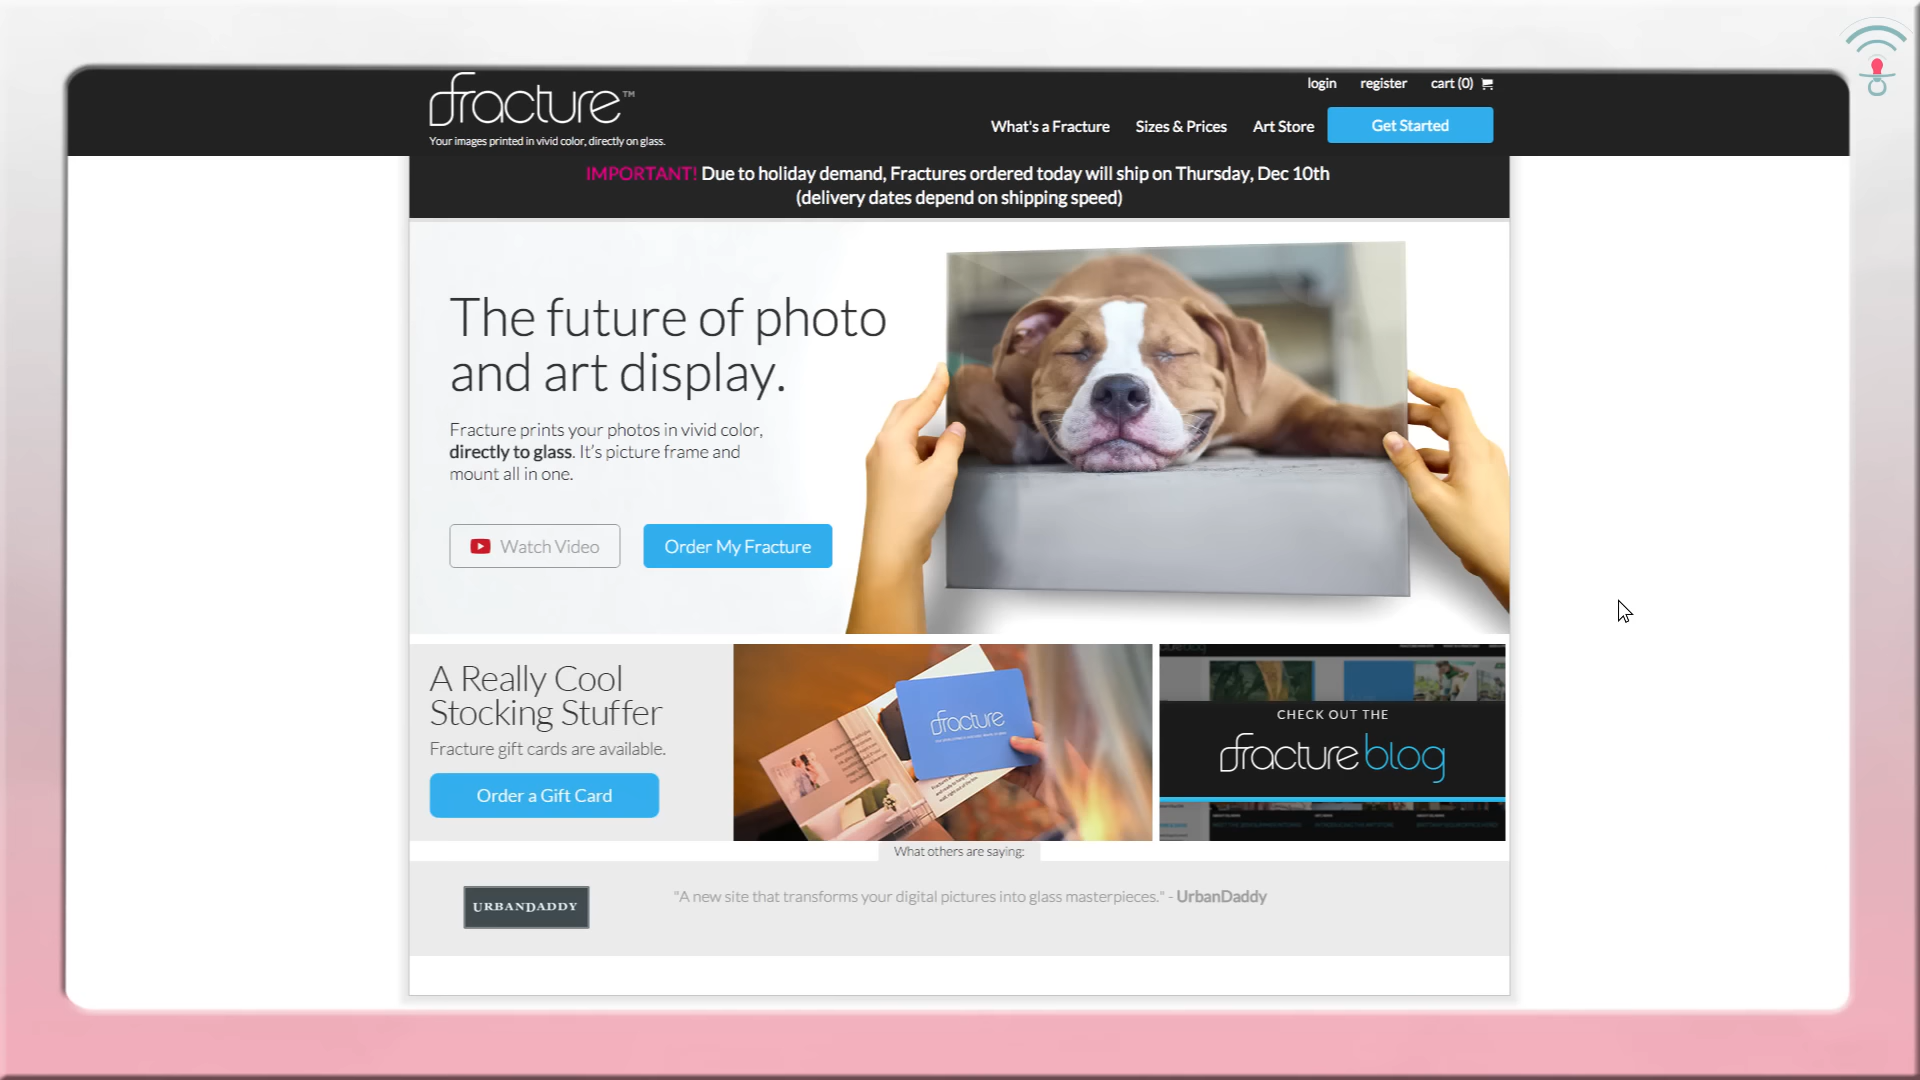 fracture™
Your images printed in vivid color, directly on glass.
login register cart (0)
What's a Fracture Sizes & Prices Art Store Get Started
IMPORTANT! Due to holiday demand, Fractures ordered today will ship on Thursday, Dec 10th
(delivery dates depend on shipping speed)
The future of photo
and art display.
Fracture prints your photos in vivid color,
directly to glass. It's picture frame and
mount all in one.
Watch Video Order My Fracture
A Really Cool
Stocking Stuffer
Fracture gift cards are available.
Order a Gift Card
fracture
CHECK OUT THE
fracture blog
What others are saying:
URBANDADDY
"A new site that transforms your digital pictures into glass masterpieces." - UrbanDaddy